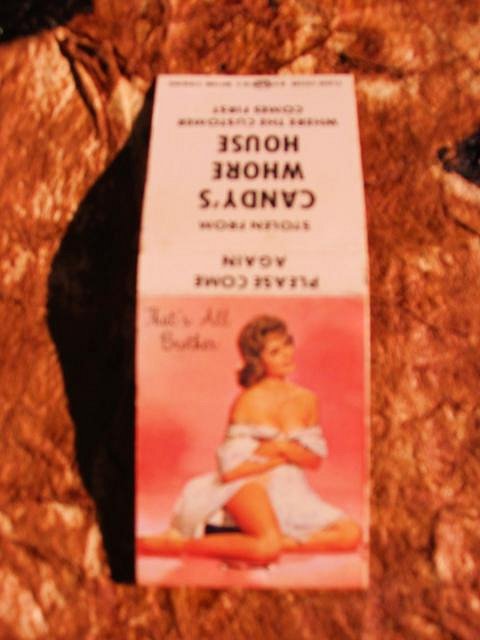 STOLEN FROM
CANDY'S
WHORE
HOUSE
WHERE THE CUSTOMER
COMES FIRST
PLEASE COME
AGAIN
That's All
Brother